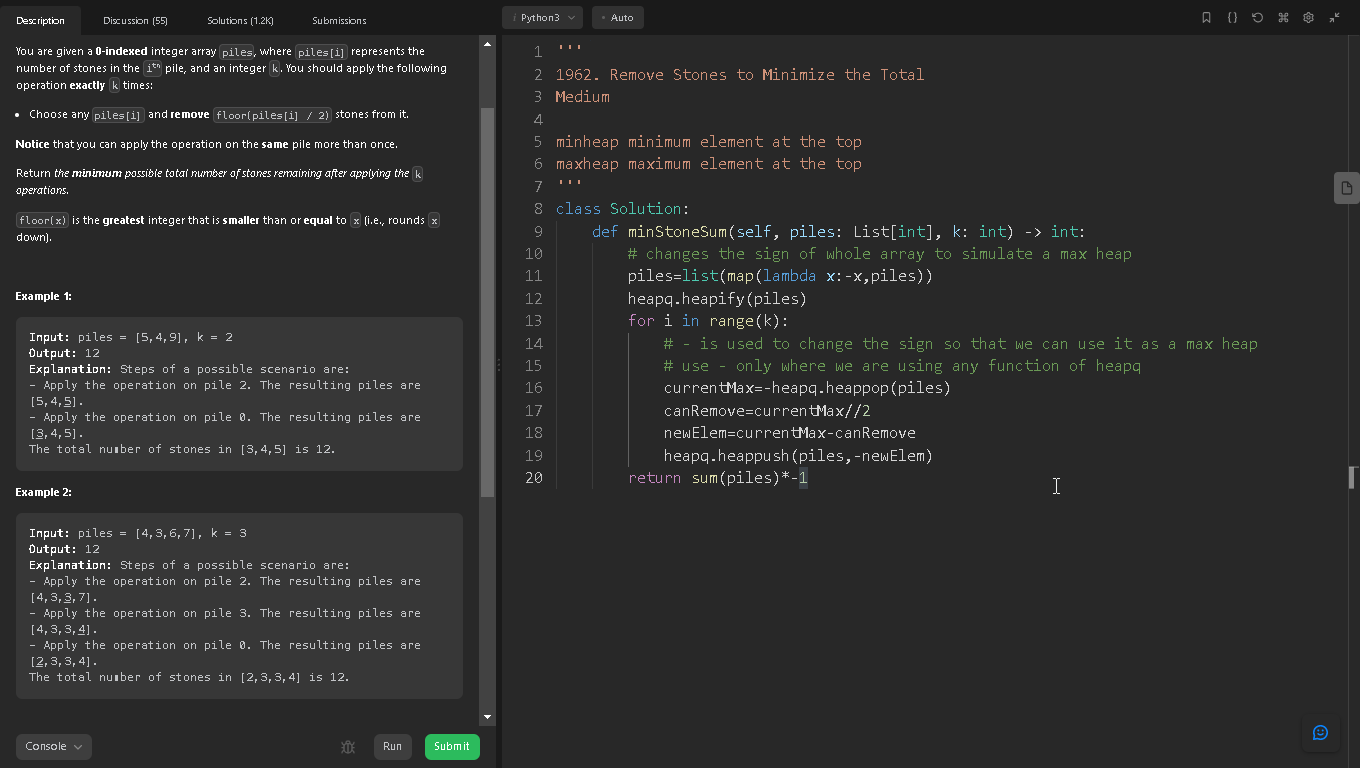 Description
Discussion (55)
Solutions (1.2K)
Submissions
You are given a 0-indexed integer array piles, where piles[i] represents the
number of stones in the ith pile, and an integer k. You should apply the following
operation exactly k times:
• Choose any piles[i] and remove floor(piles[i] / 2) stones from it.
Notice that you can apply the operation on the same pile more than once.
Return the minimum possible total number of stones remaining after applying the k
operations.
floor(x) is the greatest integer that is smaller than or equal to x (i.e., rounds x
down).
Example 1:
Input: piles = [5,4,9], k = 2
Output: 12
Explanation: Steps of a possible scenario are:
- Apply the operation on pile 2. The resulting piles are
[5,4,5].
- Apply the operation on pile 0. The resulting piles are
[3,4,5].
The total number of stones in [3,4,5] is 12.
Example 2:
Input: piles = [4,3,6,7], k = 3
Output: 12
Explanation: Steps of a possible scenario are:
- Apply the operation on pile 2. The resulting piles are
[4,3,3,7].
- Apply the operation on pile 3. The resulting piles are
[4,3,3,4].
- Apply the operation on pile 0. The resulting piles are
[2,3,3,4].
The total number of stones in [2,3,3,4] is 12.
Console
Run
Submit
i Python3
• Auto
1 '''
2 1962. Remove Stones to Minimize the Total
3 Medium
4
5 minheap minimum element at the top
6 maxheap maximum element at the top
7 '''
8 class Solution:
9 def minStoneSum(self, piles: List[int], k: int) -> int:
10 # changes the sign of whole array to simulate a max heap
11 piles=list(map(lambda x:-x,piles))
12 heapq.heapify(piles)
13 for i in range(k):
14 # - is used to change the sign so that we can use it as a max heap
15 # use - only where we are using any function of heapq
16 currentMax=-heapq.heappop(piles)
17 canRemove=currentMax//2
18 newElem=currentMax-canRemove
19 heapq.heappush(piles,-newElem)
20 return sum(piles)*-1